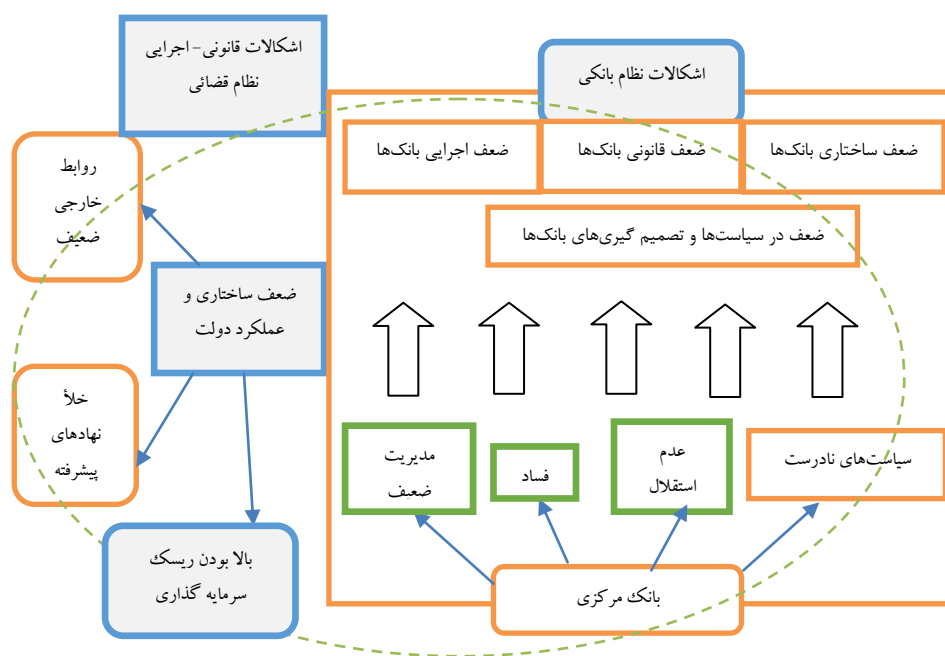 اشکالات نظام بانکی
اشکالات قانونی- اجرایی
نظام قضائی
ضعف ساختاری بانک‌ها
ضعف قانونی بانک‌ها
ضعف اجرایی بانک‌ها
روابط
خارجی
ضعیف
ضعف در سیاست‌ها و تصمیم گیری‌های بانک‌ها
ضعف ساختاری و
عملکرد دولت
خلأ
نهادهای
پیشرفته
سیاست‌های نادرست
عدم
استقلال
فساد
مدیریت
ضعیف
بالا بودن ریسک
سرمایه گذاری
بانک مرکزی